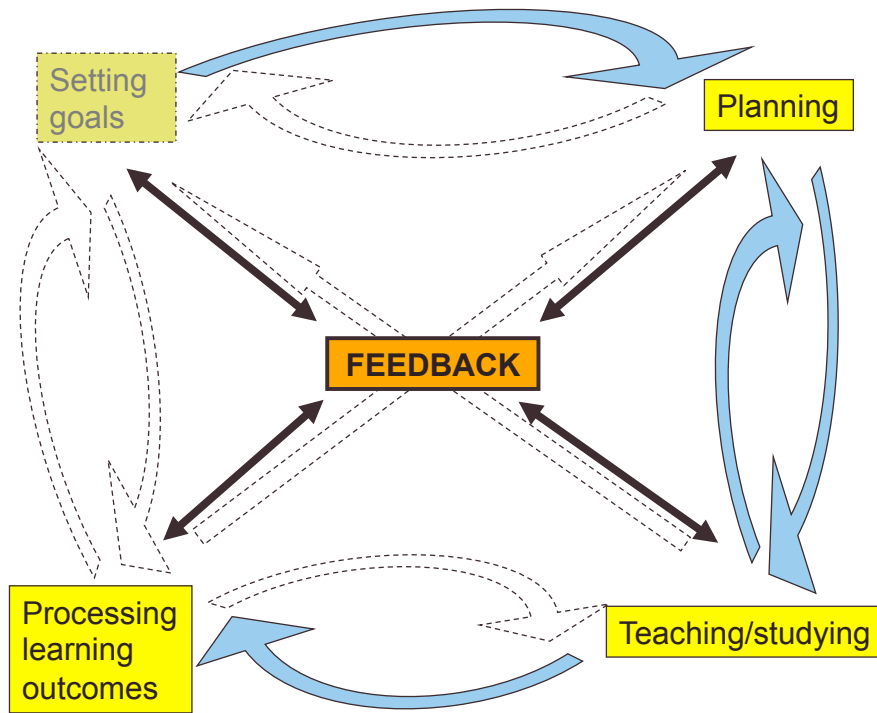 Setting
goals
Planning
FEEDBACK
Processing
learning
outcomes
Teaching/studying